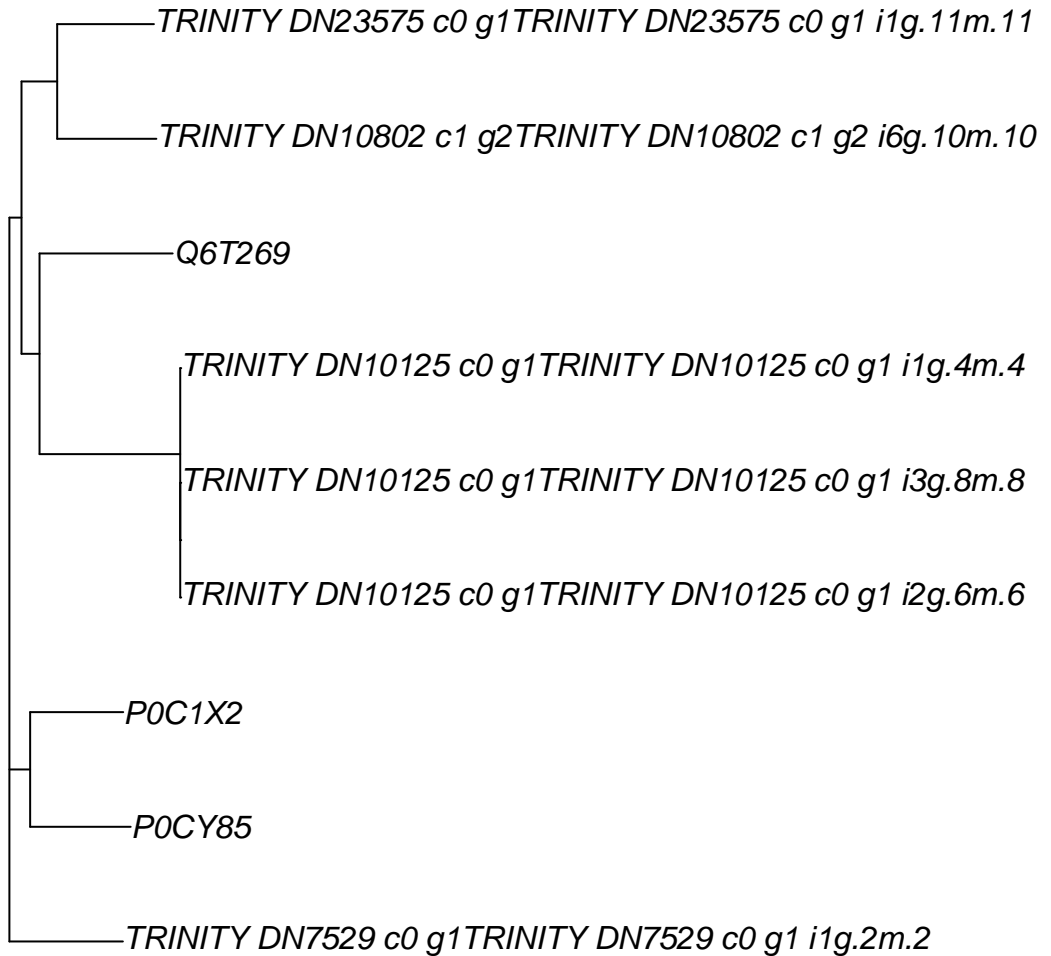 TRINITY DN23575 c0 g1TRINITY DN23575 c0 g1 i1g.11m.11
TRINITY DN10802 c1 g2TRINITY DN10802 c1 g2 i6g.10m.10
Q6T269
TRINITY DN10125 c0 g1TRINITY DN10125 c0 g1 i1g.4m.4
TRINITY DN10125 c0 g1TRINITY DN10125 c0 g1 i3g.8m.8
TRINITY DN10125 c0 g1TRINITY DN10125 c0 g1 i2g.6m.6
P0C1X2
P0CY85
TRINITY DN7529 c0 g1TRINITY DN7529 c0 g1 i1g.2m.2